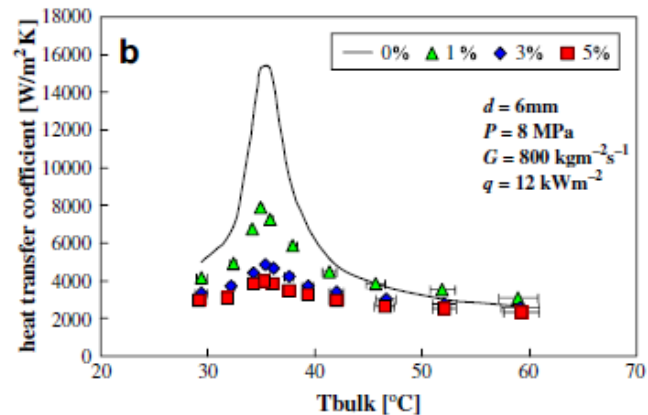 18000
16000
14000
12000
10000
8000
6000
4000
2000
0
heat transfer coefficient [W/m² K]
b
0% 1 % 3% 5%
d = 6mm
P = 8 MPa
G = 800 kgm⁻²s⁻¹
q = 12 kWm⁻²
20 30 40 50 60 70
Tbulk [°C]